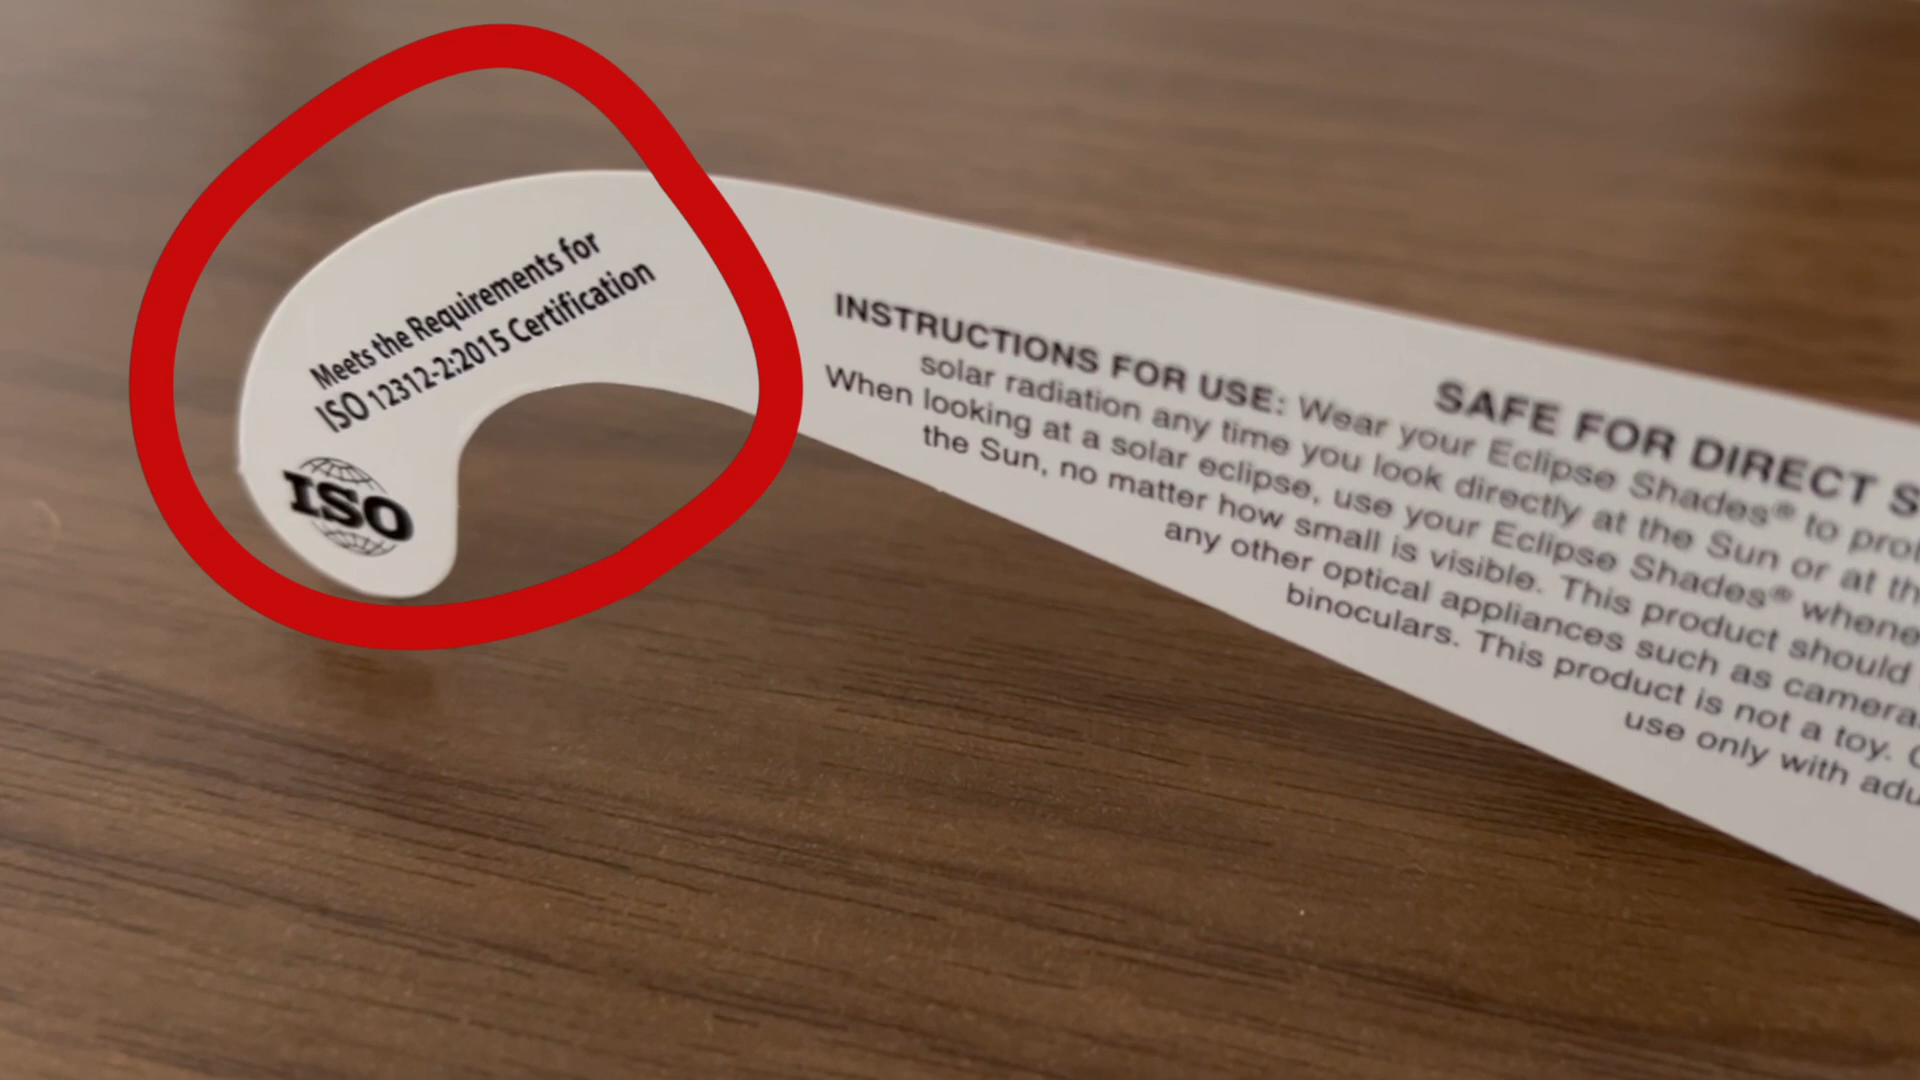 Meets the Requirements for
ISO 12312-2:2015 Certification
ISO
SAFE FOR DIRECT
INSTRUCTIONS FOR USE: Wear your Eclipse Shades® to
solar radiation any time you look directly at the Sun or at
When looking at a solar eclipse, use your Eclipse Shades®
the Sun, no matter how small is visible. This product should
any other optical appliances such as
binoculars. This product is not a toy.
use only with